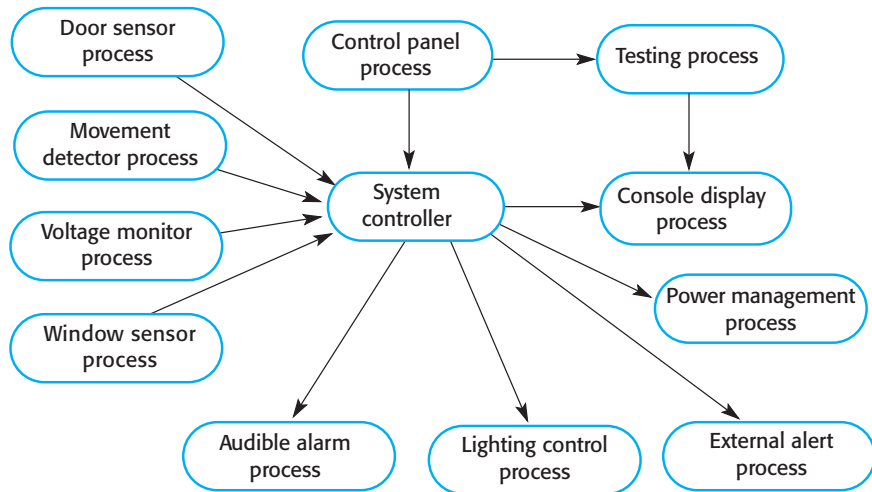 Door sensor
process
Control panel
process
Testing process
Movement
detector process
System
controller
Console display
process
Voltage monitor
process
Power management
process
Window sensor
process
Audible alarm
process
Lighting control
process
External alert
process